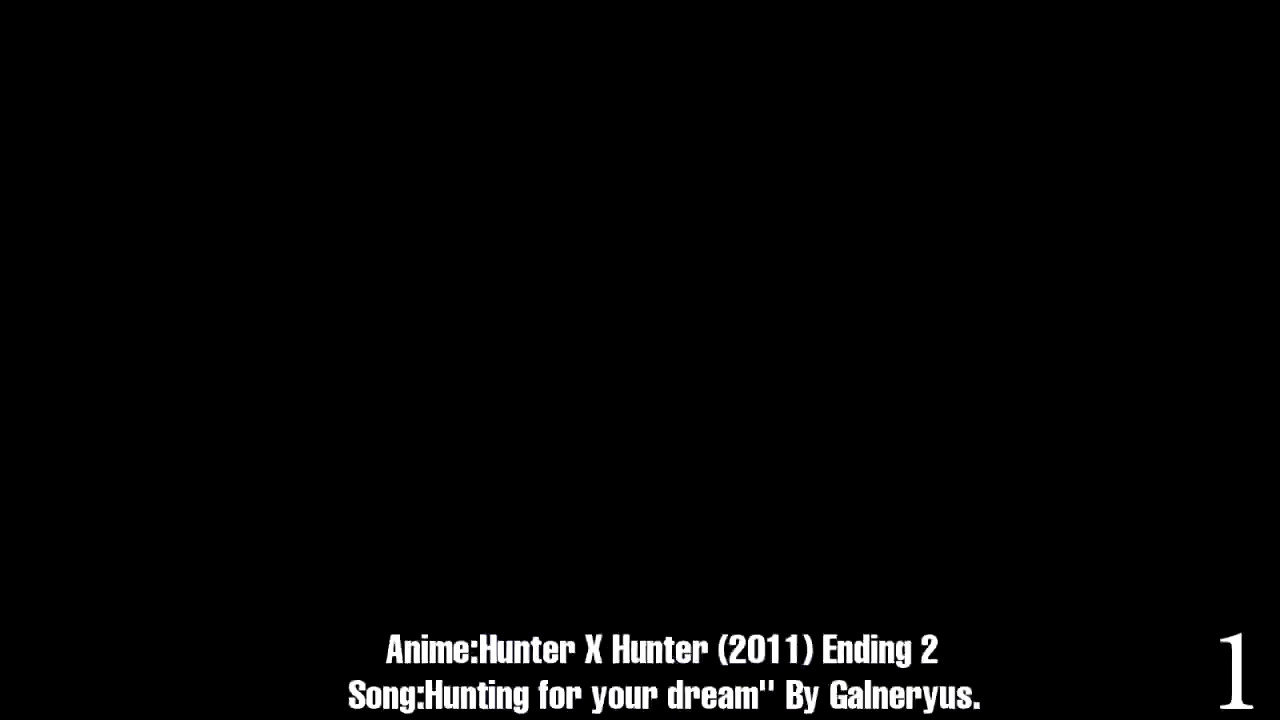 Anime:Hunter X Hunter (2011) Ending 2
Song:Hunting for your dream" By Galneryus.
1